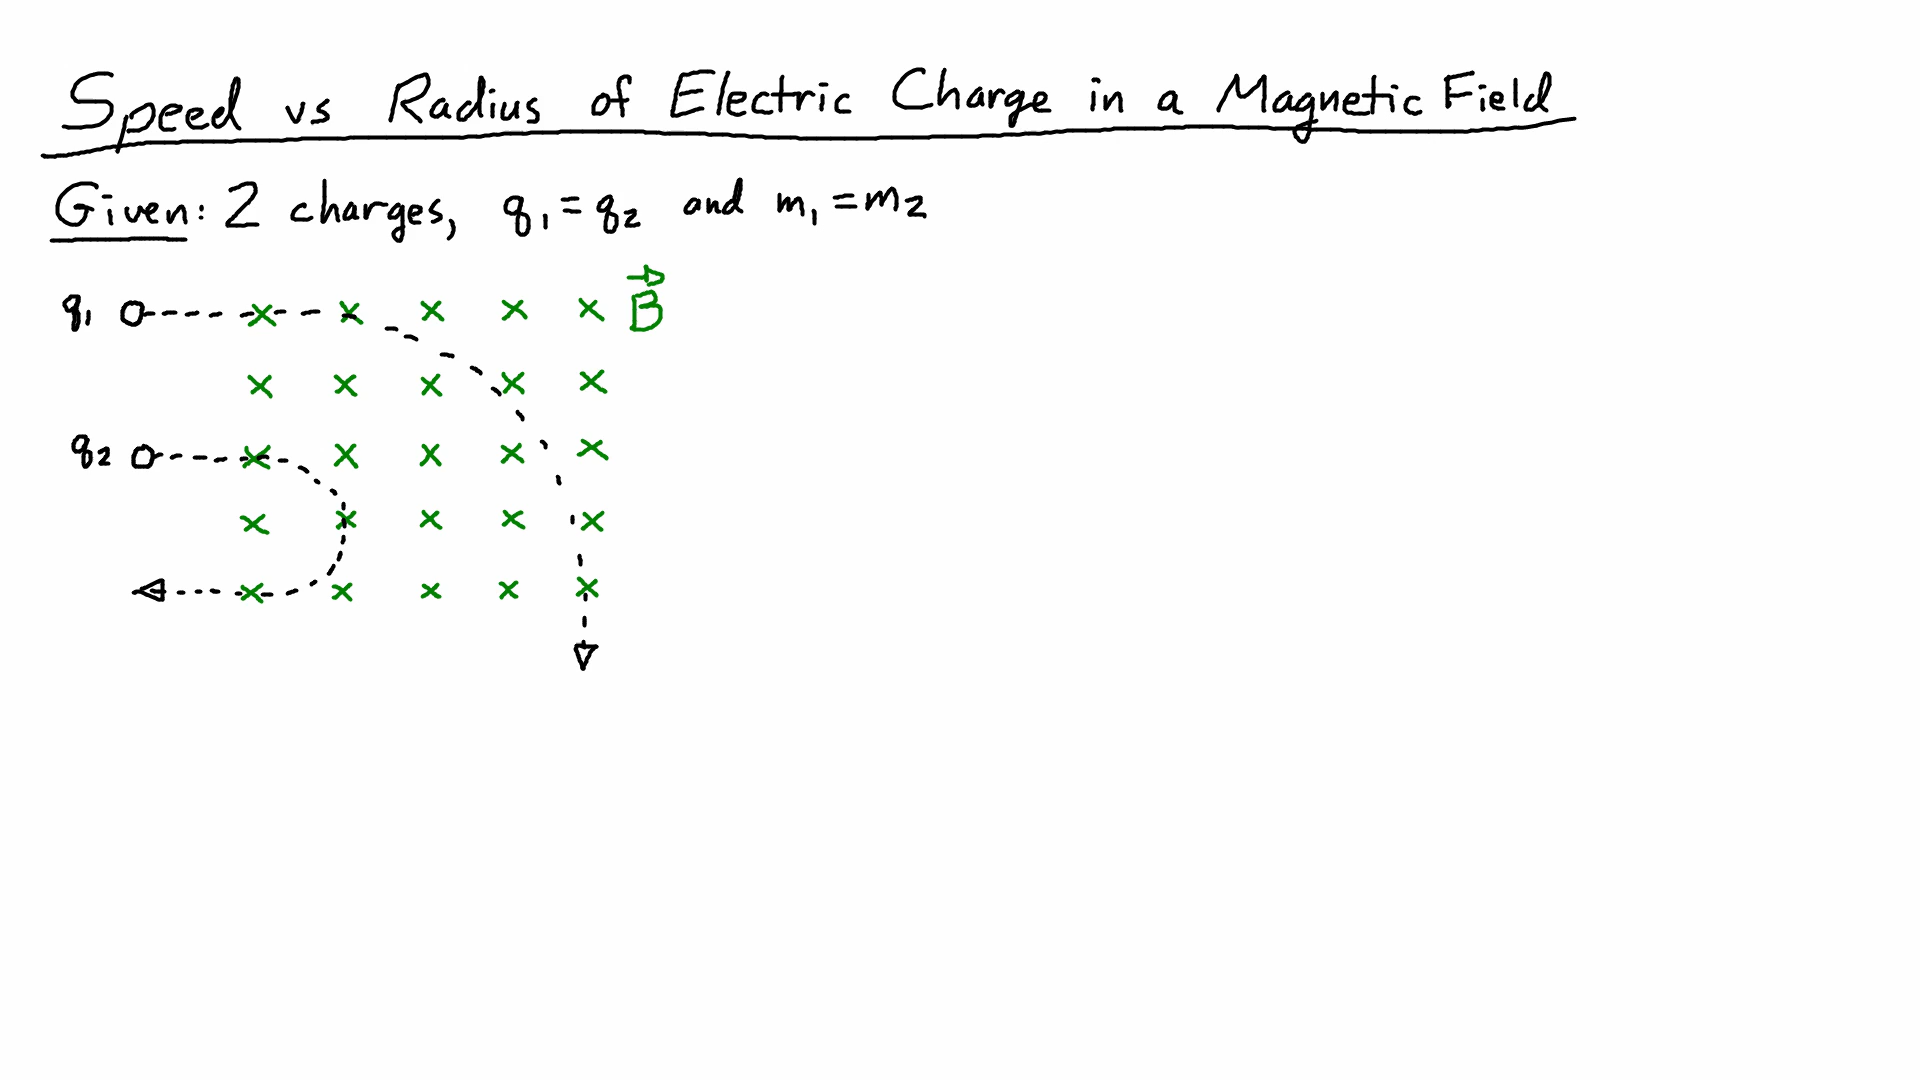 Speed vs Radius of Electric Charge in a Magnetic Field
Given: 2 charges, q₁ = q₂ and m₁ = m₂
q₁ x x x x x B⃗
x x x x x
q₂ x x x x x
x x x x x
x x x x x